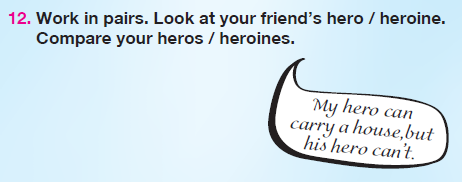 12. Work in pairs. Look at your friend's hero / heroine.
Compare your heros / heroines.
My hero can
carry a house,but
his hero can't.